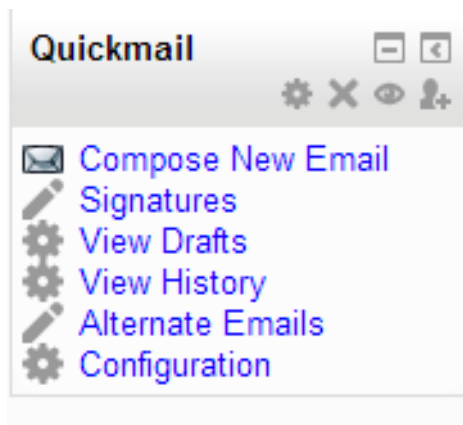 Quickmail
Compose New Email
Signatures
View Drafts
View History
Alternate Emails
Configuration